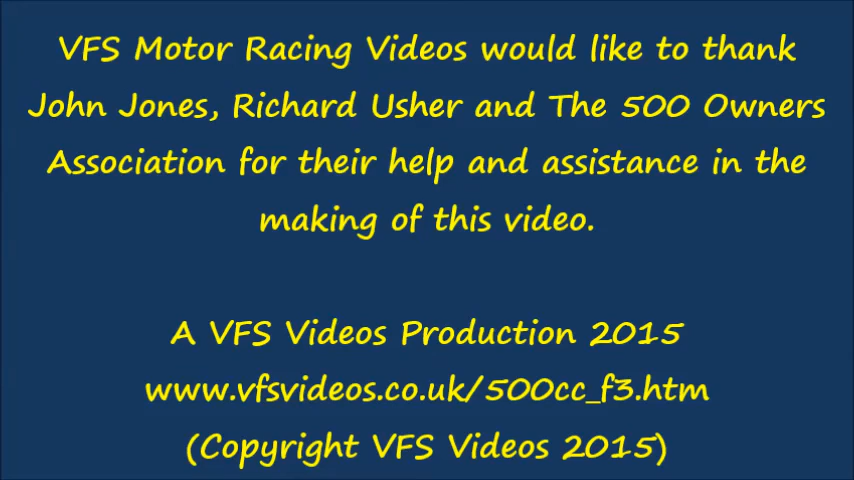 VFS Motor Racing Videos would like to thank
John Jones, Richard Usher and The 500 Owners
Association for their help and assistance in the
making of this video.
A VFS Videos Production 2015
www.vfsvideos.co.uk/500cc_f3.htm
(Copyright VFS Videos 2015)